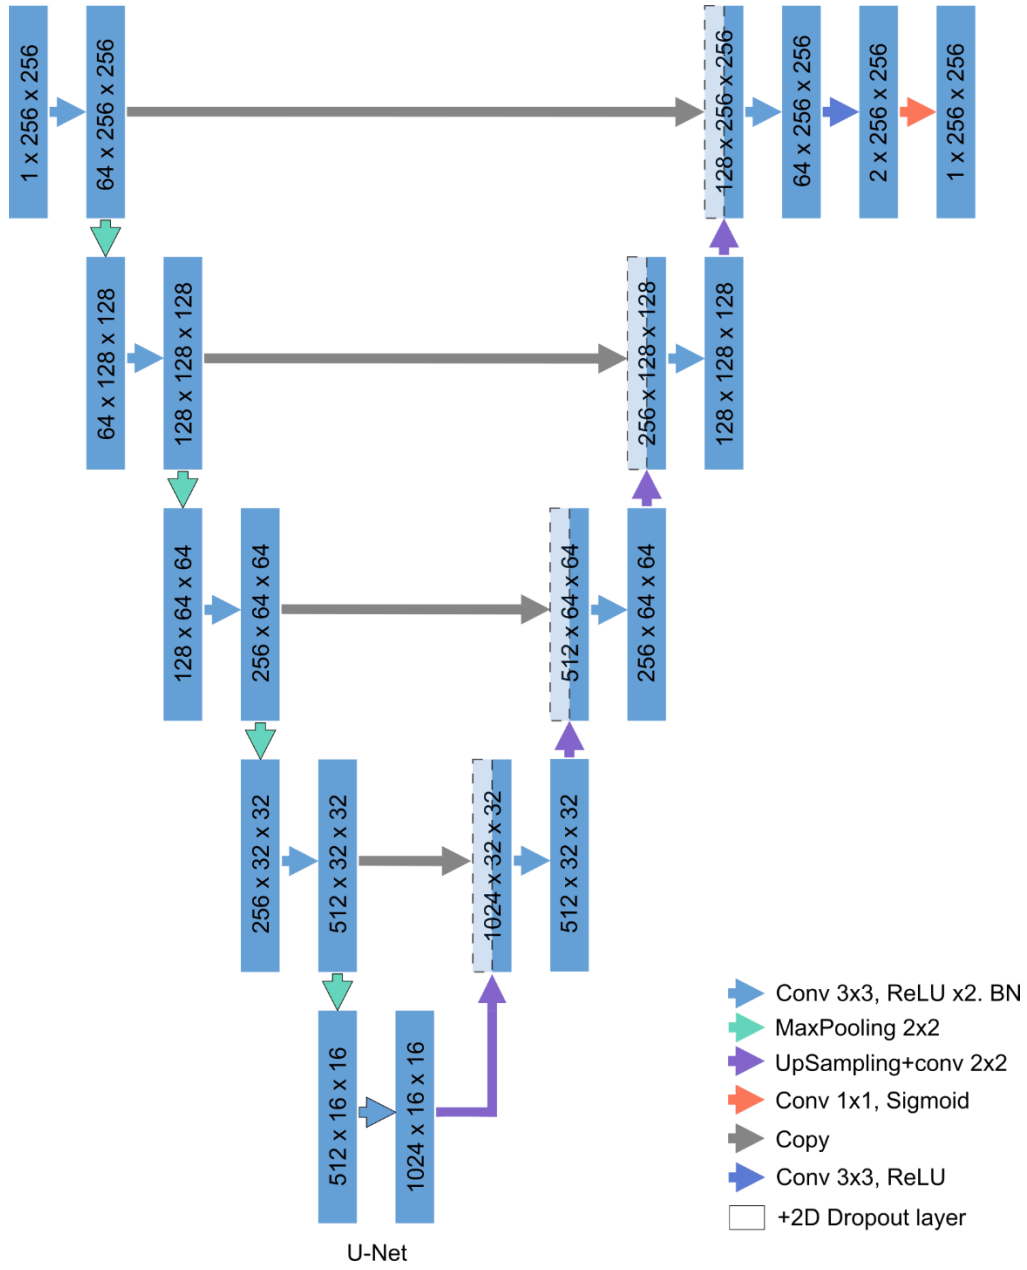 1 x 256 x 256
64 x 256 x 256
128 x 256 x 256
64 x 256 x 256
2 x 256 x 256
1 x 256 x 256
64 x 128 x 128
128 x 128 x 128
256 x 128 x 128
128 x 128 x 128
128 x 64 x 64
256 x 64 x 64
512 x 64 x 64
256 x 64 x 64
256 x 32 x 32
512 x 32 x 32
1024 x 32 x 32
512 x 32 x 32
512 x 16 x 16
1024 x 16 x 16
Conv 3x3, ReLU x2. BN
MaxPooling 2x2
UpSampling+conv 2x2
Conv 1x1, Sigmoid
Copy
Conv 3x3, ReLU
+2D Dropout layer
U-Net